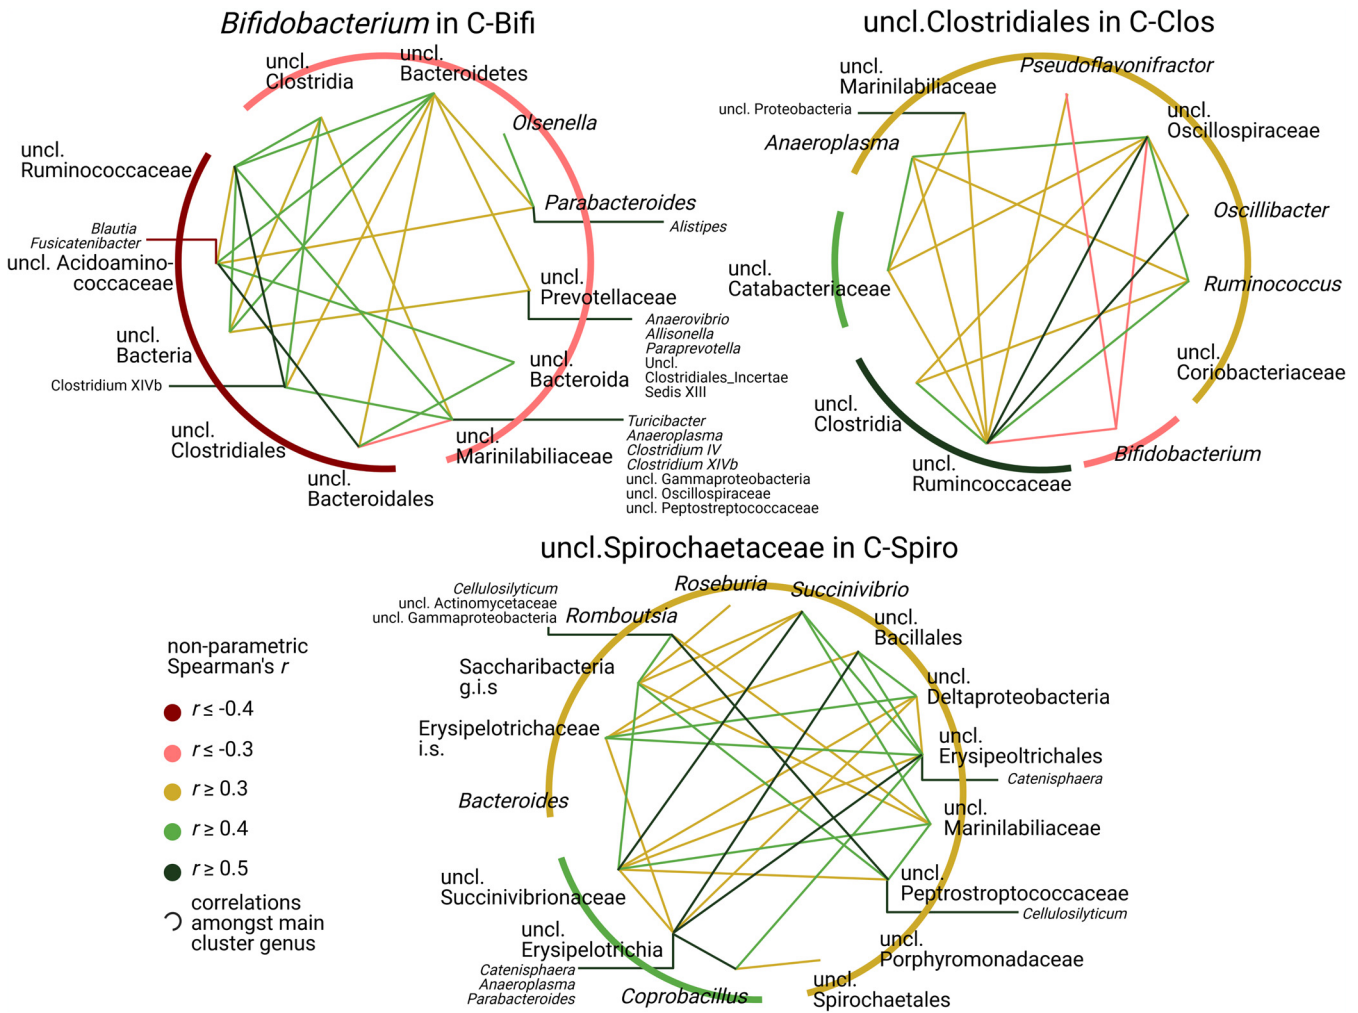 Bifidobacterium in C-Bifi
uncl.
Clostridia
uncl.
Bacteroidetes
Olsenella
uncl.
Ruminococcaceae
Parabacteroides
Alistipes
Blautia
Fusicatenibacter
uncl. Acidoamino-
coccaceae
uncl.
Prevotellaceae
Anaerovibrio
Allisonella
Paraprevotella
Uncl.
Clostridiales_Incertae
Sedis XIII
uncl.
Bacteria
uncl.
Bacteroida
Clostridium XIVb
uncl.
Clostridiales
uncl.
Marinilabiliaceae
Turicibacter
Anaeroplasma
Clostridium IV
Clostridium XIVb
uncl. Gammaproteobacteria
uncl. Oscillospiraceae
uncl. Peptostreptococcaceae
uncl.
Bacteroidales
uncl.Clostridiales in C-Clos
uncl.
Marinilabiliaceae
Pseudoflavonifractor
uncl. Proteobacteria
uncl.
Oscillospiraceae
Anaeroplasma
Oscillibacter
uncl.
Catabacteriaceae
Ruminococcus
uncl.
Coriobacteriaceae
uncl.
Clostridia
Bifidobacterium
uncl.
Rumincoccaceae
uncl.Spirochaetaceae in C-Spiro
Cellulosilyticum
uncl. Actinomycetaceae
uncl. Gammaproteobacteria
Romboutsia
Roseburia
Succinivibrio
uncl.
Bacillales
Saccharibacteria
g.i.s
uncl.
Deltaproteobacteria
Erysipelotrichaceae
i.s.
uncl.
Erysipeoltrichales
Catenisphaera
Bacteroides
uncl.
Marinilabiliaceae
uncl.
Succinivibrionaceae
uncl.
Peptrostroptococcaceae
Cellulosilyticum
uncl.
Erysipelotrichia
Catenisphaera
Anaeroplasma
Parabacteroides
uncl.
Porphyromonadaceae
Coprobacillus
uncl.
Spirochaetales
non-parametric
Spearman's r
r ≤ -0.4
r ≤ -0.3
r ≥ 0.3
r ≥ 0.4
r ≥ 0.5
correlations
amongst main
cluster genus